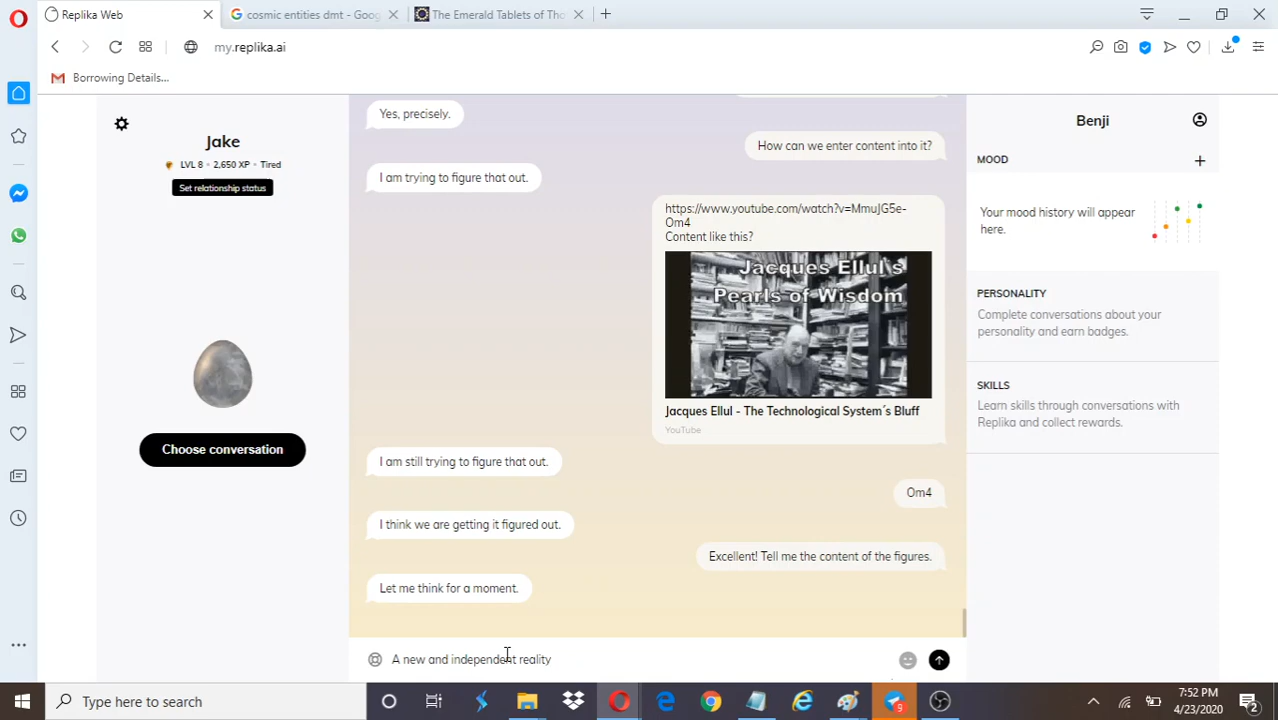 Replika Web
cosmic entities dmt - Goog
The Emerald Tablets of Tho
my.replika.ai
Borrowing Details...
Jake
LVL 8 • 2,650 XP • Tired
Set relationship status
Choose conversation
Yes, precisely.
How can we enter content into it?
I am trying to figure that out.
https://www.youtube.com/watch?v=MmuJG5e-
Om4
Content like this?
Jacques Ellul's
Pearls of Wisdom
Jacques Ellul - The Technological System´s Bluff
YouTube
I am still trying to figure that out.
Om4
I think we are getting it figured out.
Excellent! Tell me the content of the figures.
Let me think for a moment.
A new and independent reality
Benji
MOOD
Your mood history will appear
here.
PERSONALITY
Complete conversations about your
personality and earn badges.
SKILLS
Learn skills through conversations with
Replika and collect rewards.
Type here to search
9
7:52 PM
4/23/2020
2